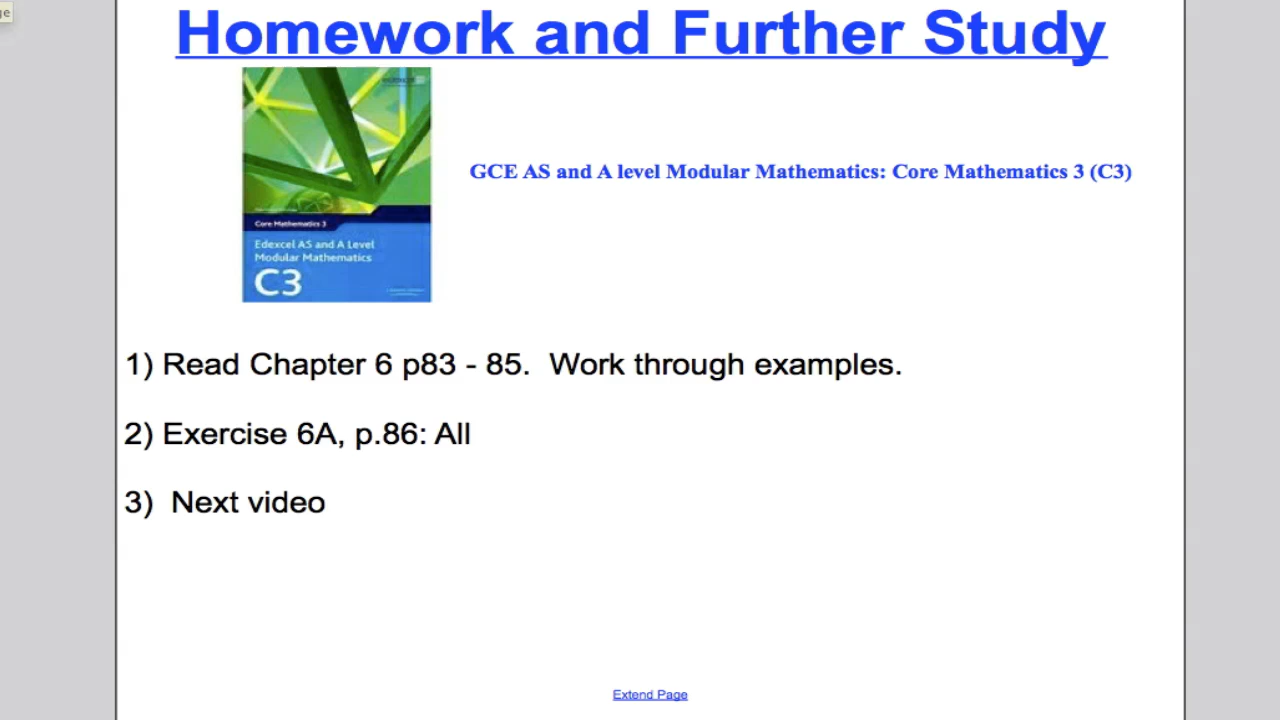 ge
Homework and Further Study
GCE AS and A level Modular Mathematics: Core Mathematics 3 (C3)
Core Mathematics 3
Edexcel AS and A Level
Modular Mathematics
C3
1) Read Chapter 6 p83 - 85.  Work through examples.
2) Exercise 6A, p.86: All
3)  Next video
Extend Page